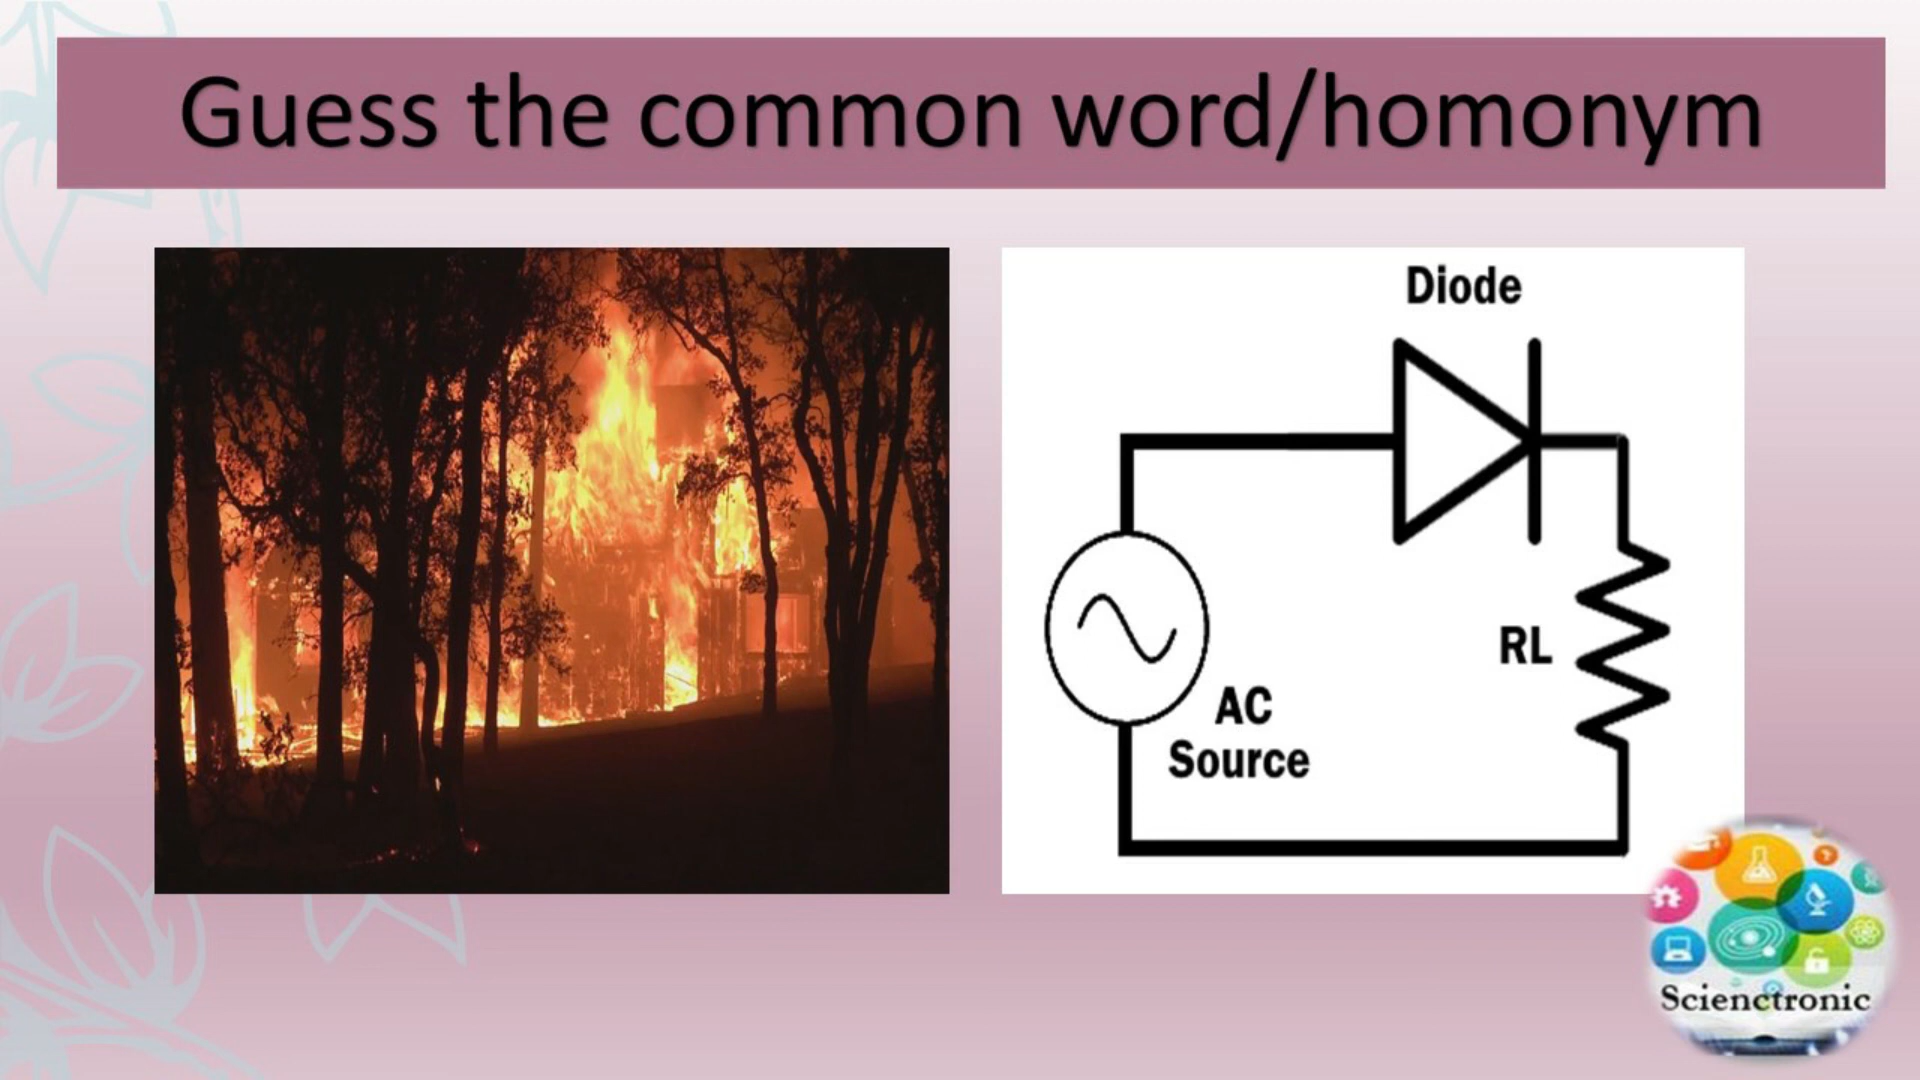 Guess the common word/homonym
Diode
RL
AC
Source
Scienctronic